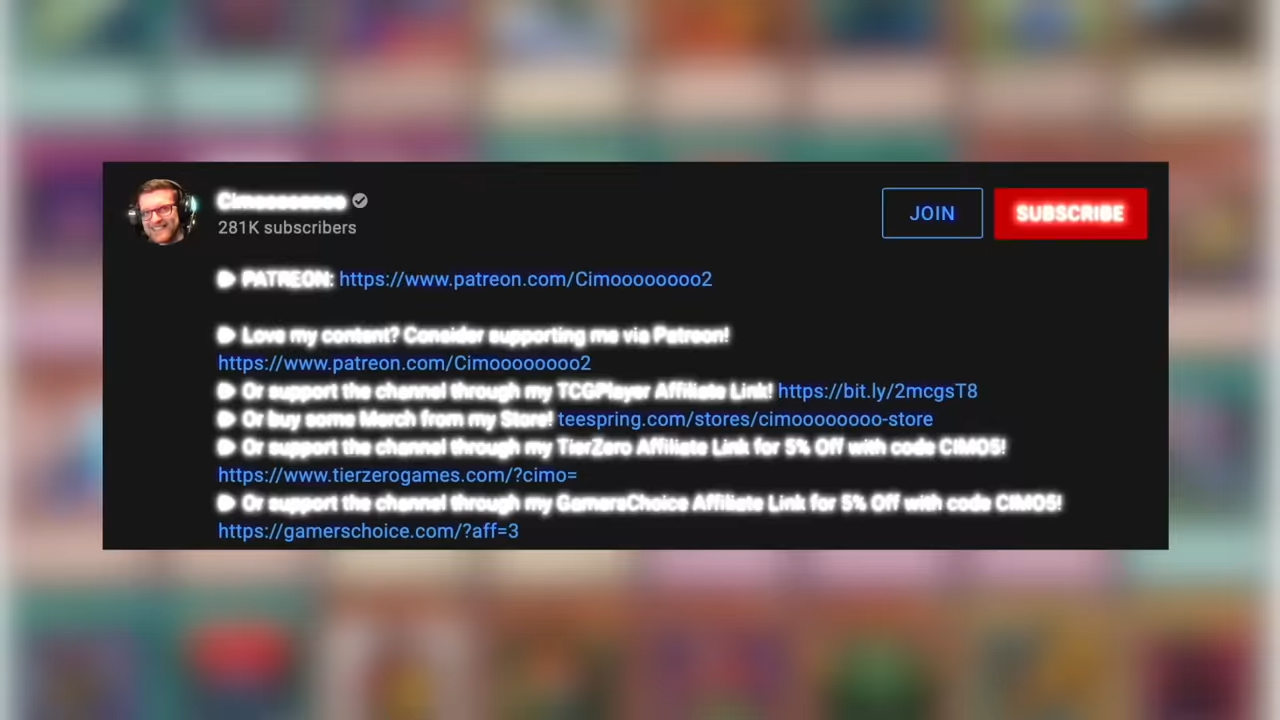 Cimoooooooo
281K subscribers
JOIN
SUBSCRIBE
PATREON: https://www.patreon.com/Cimoooooooo2
Love my content? Consider supporting me via Patreon!
https://www.patreon.com/Cimoooooooo2
Or support the channel through my TCGPlayer Affiliate Link! https://bit.ly/2mcgsT8
Or buy some Merch from my Store! teespring.com/stores/cimoooooooo-store
Or support the channel through my TierZero Affiliate Link for 5% Off with code CIMO5!
https://www.tierzerogames.com/?cimo=
Or support the channel through my GamersChoice Affiliate Link for 5% Off with code CIMO5!
https://gamerschoice.com/?aff=3